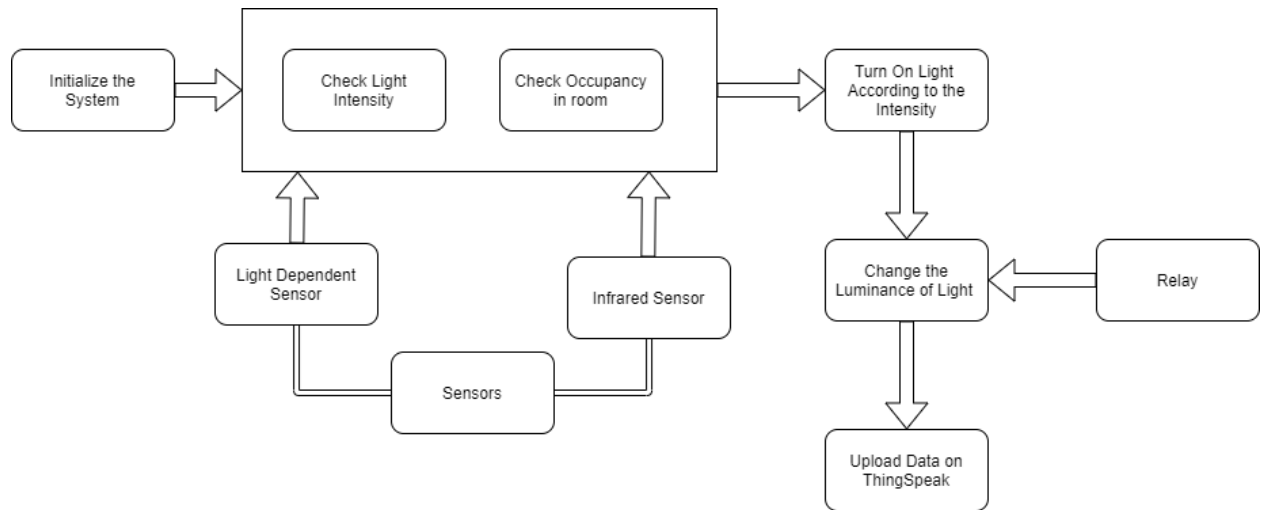 Initialize the
System
Check Light
Intensity
Check Occupancy
in room
Turn On Light
According to the
Intensity
Light Dependent
Sensor
Infrared Sensor
Change the
Luminance of Light
Relay
Sensors
Upload Data on
ThingSpeak